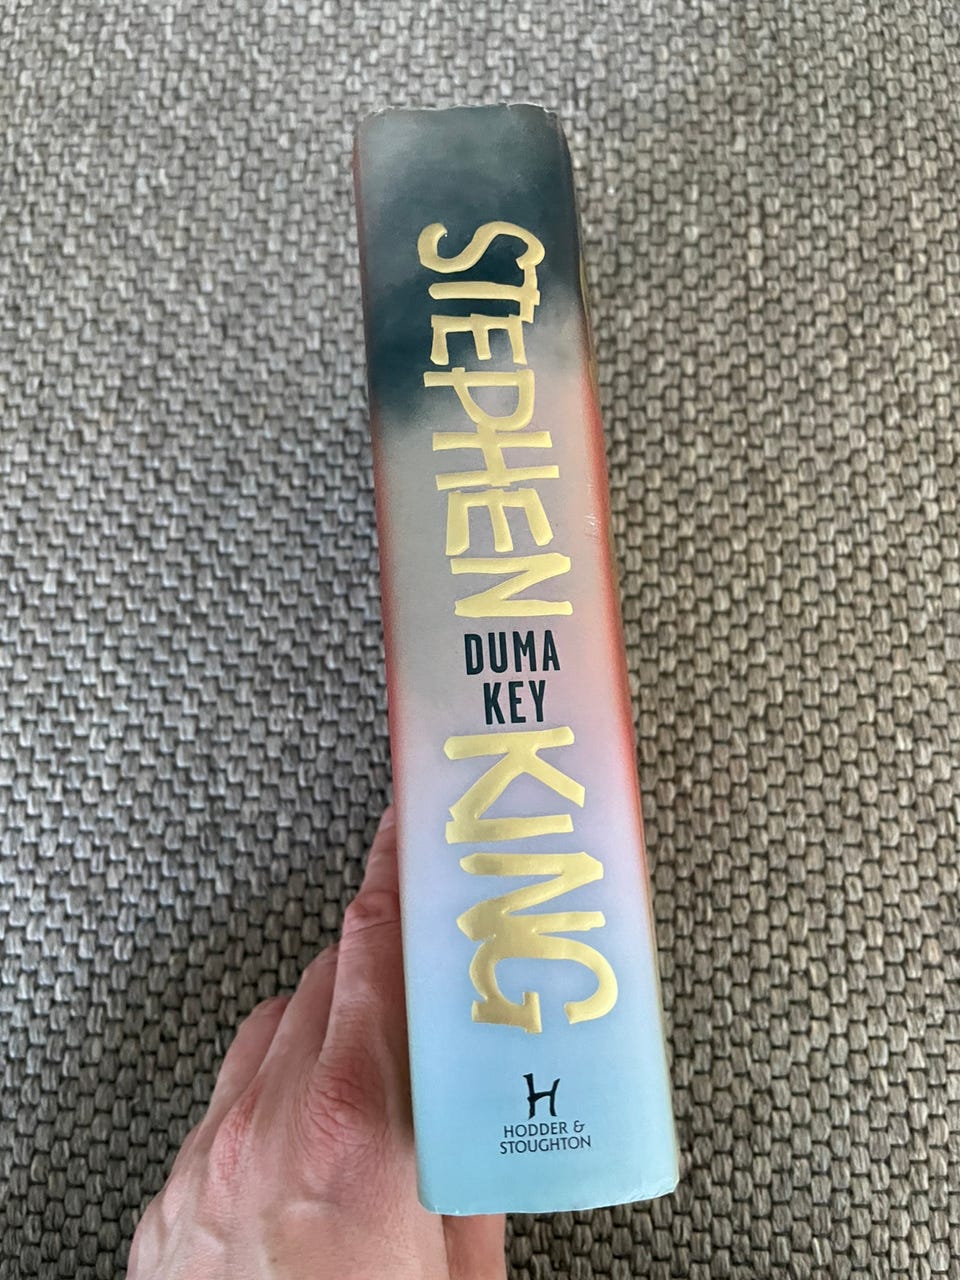 STEPHEN
DUMA
KEY
KING
H
HODDER &
STOUGHTON